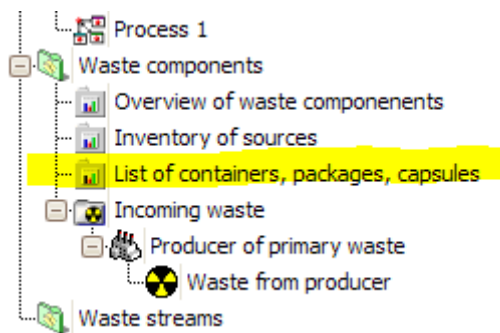 Process 1
Waste components
Overview of waste componenents
Inventory of sources
List of containers, packages, capsules
Incoming waste
Producer of primary waste
Waste from producer
Waste streams